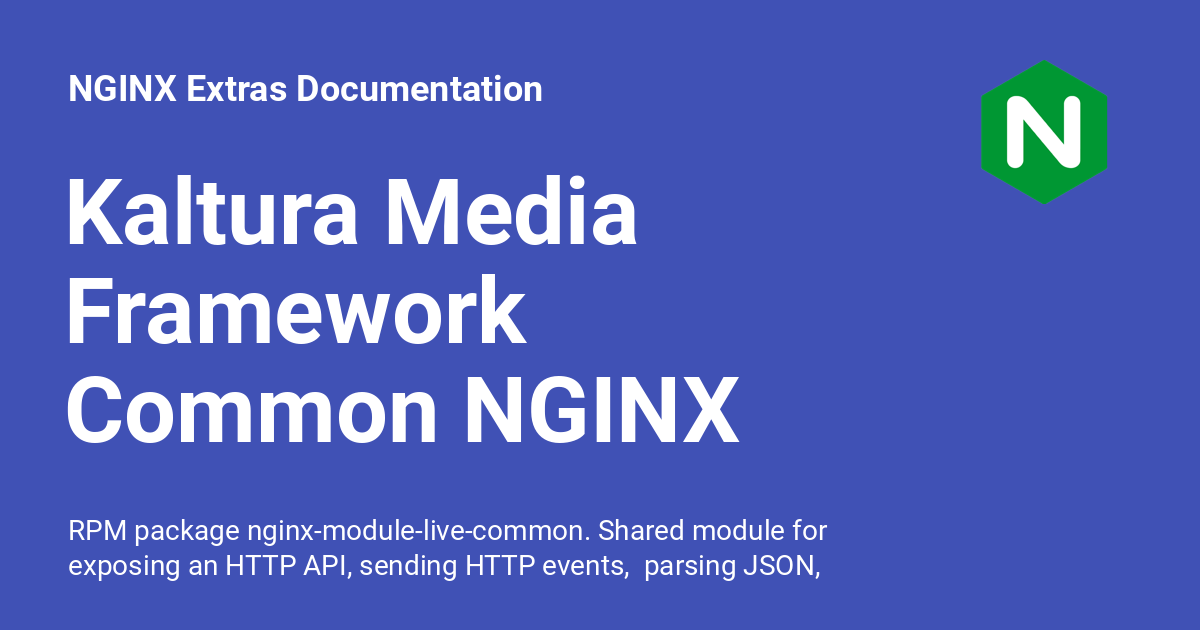 NGINX Extras Documentation
N
Kaltura Media
Framework
Common NGINX
RPM package nginx-module-live-common. Shared module for
exposing an HTTP API, sending HTTP events,  parsing JSON,